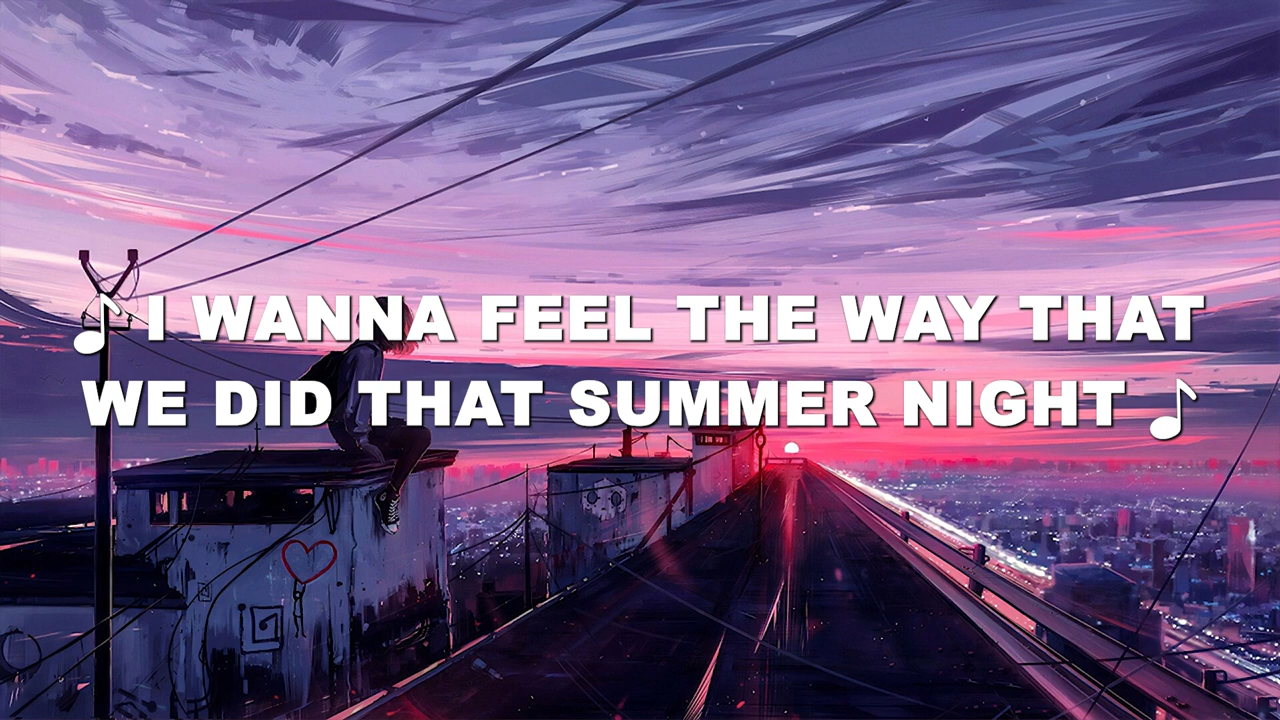 ♪ I WANNA FEEL THE WAY THAT
WE DID THAT SUMMER NIGHT ♪